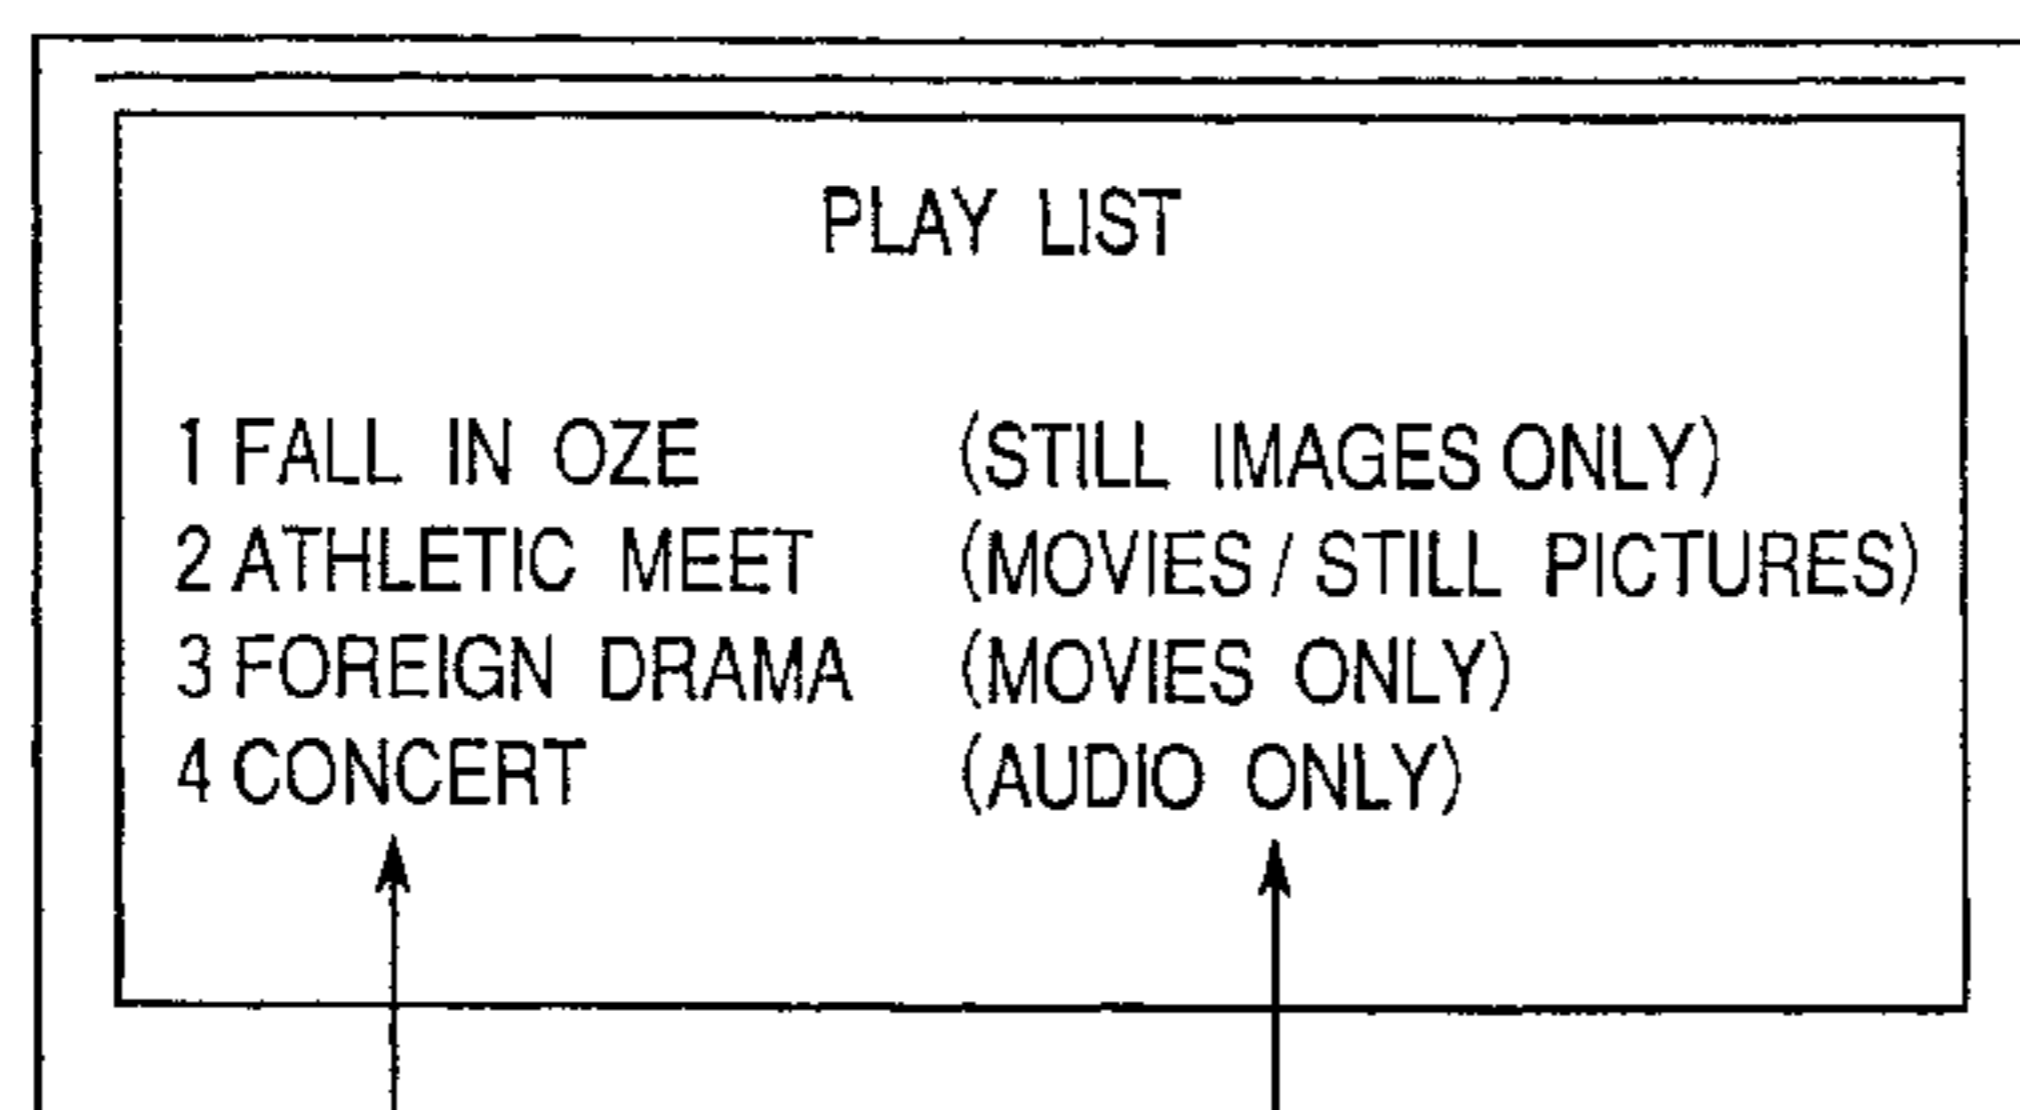 PLAY LIST
1 FALL IN OZE (STILL IMAGES ONLY)
2 ATHLETIC MEET (MOVIES / STILL PICTURES)
3 FOREIGN DRAMA (MOVIES ONLY)
4 CONCERT (AUDIO ONLY)